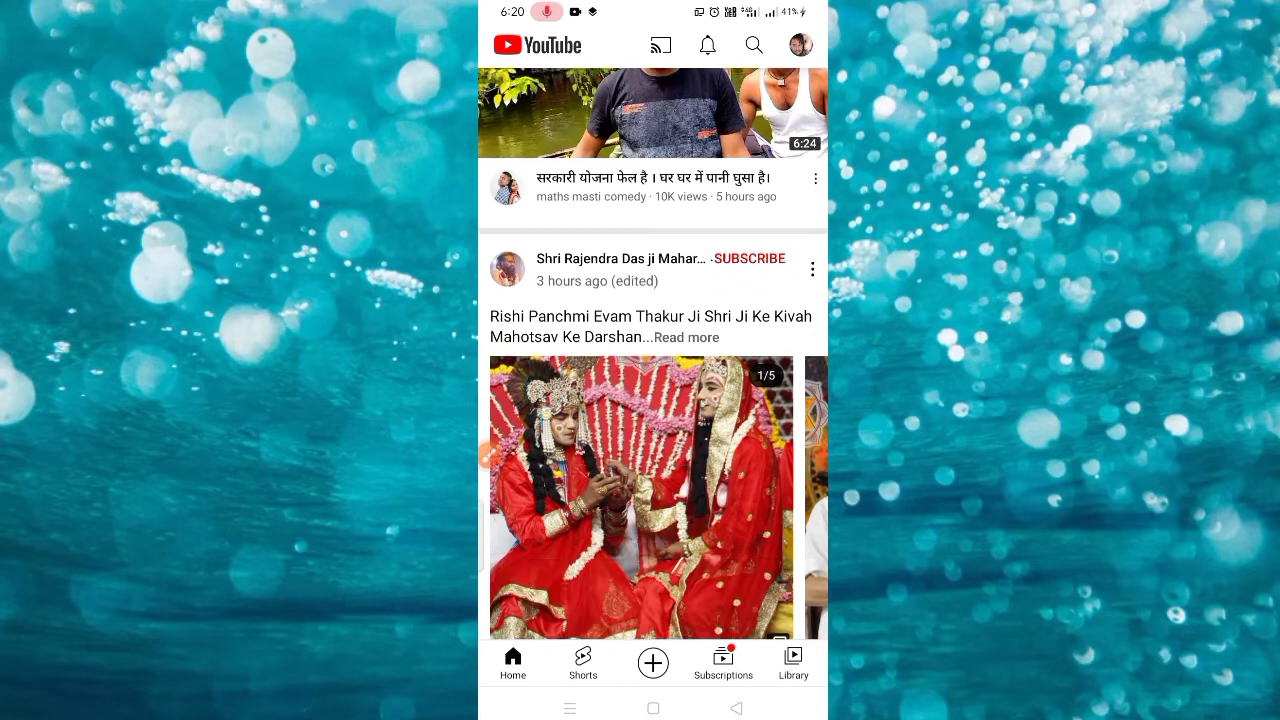 6:20
41%
YouTube
6:24
सरकारी योजना फेल है । घर घर में पानी घुसा है।
maths masti comedy · 10K views · 5 hours ago
Shri Rajendra Das ji Mahar... · SUBSCRIBE
3 hours ago (edited)
Rishi Panchmi Evam Thakur Ji Shri Ji Ke Kivah
Mahotsav Ke Darshan...Read more
1/5
Home
Shorts
Subscriptions
Library